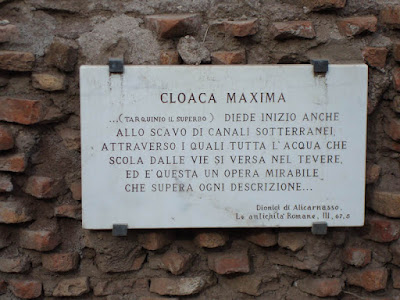 CLOACA MAXIMA
...(TARQUINIO IL SUPERBO) DIEDE INIZIO ANCHE
ALLO SCAVO DI CANALI SOTTERRANEI
ATTRAVERSO I QUALI TUTTA L'ACQUA CHE
SCOLA DALLE VIE SI VERSA NEL TEVERE,
ED E' QUESTA UN OPERA MIRABILE
CHE SUPERA OGNI DESCRIZIONE...
Dionigi di Alicarnasso,
Le antichità Romane, III, 67,5